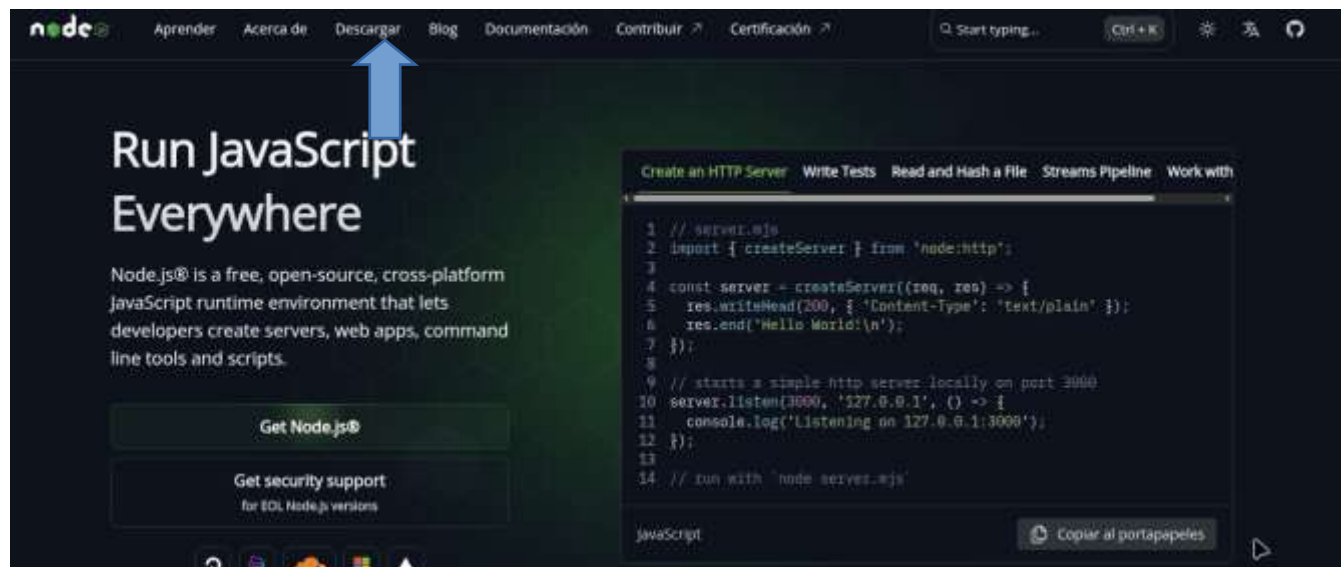 node
Aprender Acerca de Descargar Blog Documentación Contribuir Certificación Start typing... Ctrl + K
Run JavaScript
Everywhere
Node.js® is a free, open-source, cross-platform
JavaScript runtime environment that lets
developers create servers, web apps, command
line tools and scripts.
Get Node.js®
Get security support
for EOL Node.js versions
Create an HTTP Server Write Tests Read and Hash a File Streams Pipeline Work with
1 // server.mjs
2 import { createServer } from 'node:http';
3
4 const server = createServer((req, res) => {
5 res.writeHead(200, { 'Content-Type': 'text/plain' });
6 res.end('Hello World!\n');
7 });
8
9 // starts a simple http server locally on port 3000
10 server.listen(3000, '127.0.0.1', () => {
11 console.log('Listening on 127.0.0.1:3000');
12 });
13
14 // run with `node server.mjs`
JavaScript
Copiar al portapapeles